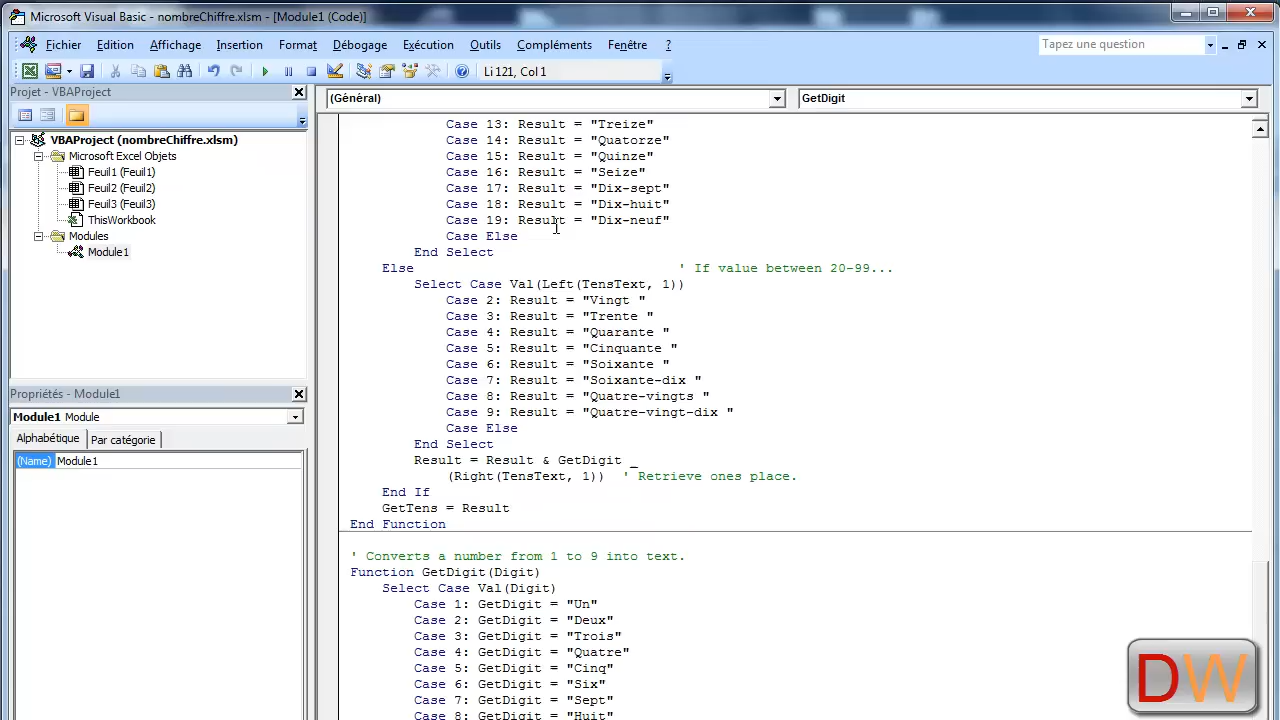 Microsoft Visual Basic - nombreChiffre.xlsm - [Module1 (Code)]
Fichier Edition Affichage Insertion Format Débogage Exécution Outils Compléments Fenêtre ? Tapez une question
Li 121, Col 1
Projet - VBAProject
(Général) GetDigit
VBAProject (nombreChiffre.xlsm)
Microsoft Excel Objets
Feuil1 (Feuil1)
Feuil2 (Feuil2)
Feuil3 (Feuil3)
ThisWorkbook
Modules
Module1
Propriétés - Module1
Module1 Module
Alphabétique Par catégorie
(Name) Module1
Case 13: Result = "Treize"
Case 14: Result = "Quatorze"
Case 15: Result = "Quinze"
Case 16: Result = "Seize"
Case 17: Result = "Dix-sept"
Case 18: Result = "Dix-huit"
Case 19: Result = "Dix-neuf"
Case Else
End Select
Else ' If value between 20-99...
Select Case Val(Left(TensText, 1))
Case 2: Result = "Vingt "
Case 3: Result = "Trente "
Case 4: Result = "Quarante "
Case 5: Result = "Cinquante "
Case 6: Result = "Soixante "
Case 7: Result = "Soixante-dix "
Case 8: Result = "Quatre-vingts "
Case 9: Result = "Quatre-vingt-dix "
Case Else
End Select
Result = Result & GetDigit _
(Right(TensText, 1)) ' Retrieve ones place.
End If
GetTens = Result
End Function
' Converts a number from 1 to 9 into text.
Function GetDigit(Digit)
Select Case Val(Digit)
Case 1: GetDigit = "Un"
Case 2: GetDigit = "Deux"
Case 3: GetDigit = "Trois"
Case 4: GetDigit = "Quatre"
Case 5: GetDigit = "Cinq"
Case 6: GetDigit = "Six"
Case 7: GetDigit = "Sept"
Case 8: GetDigit = "Huit"
DW